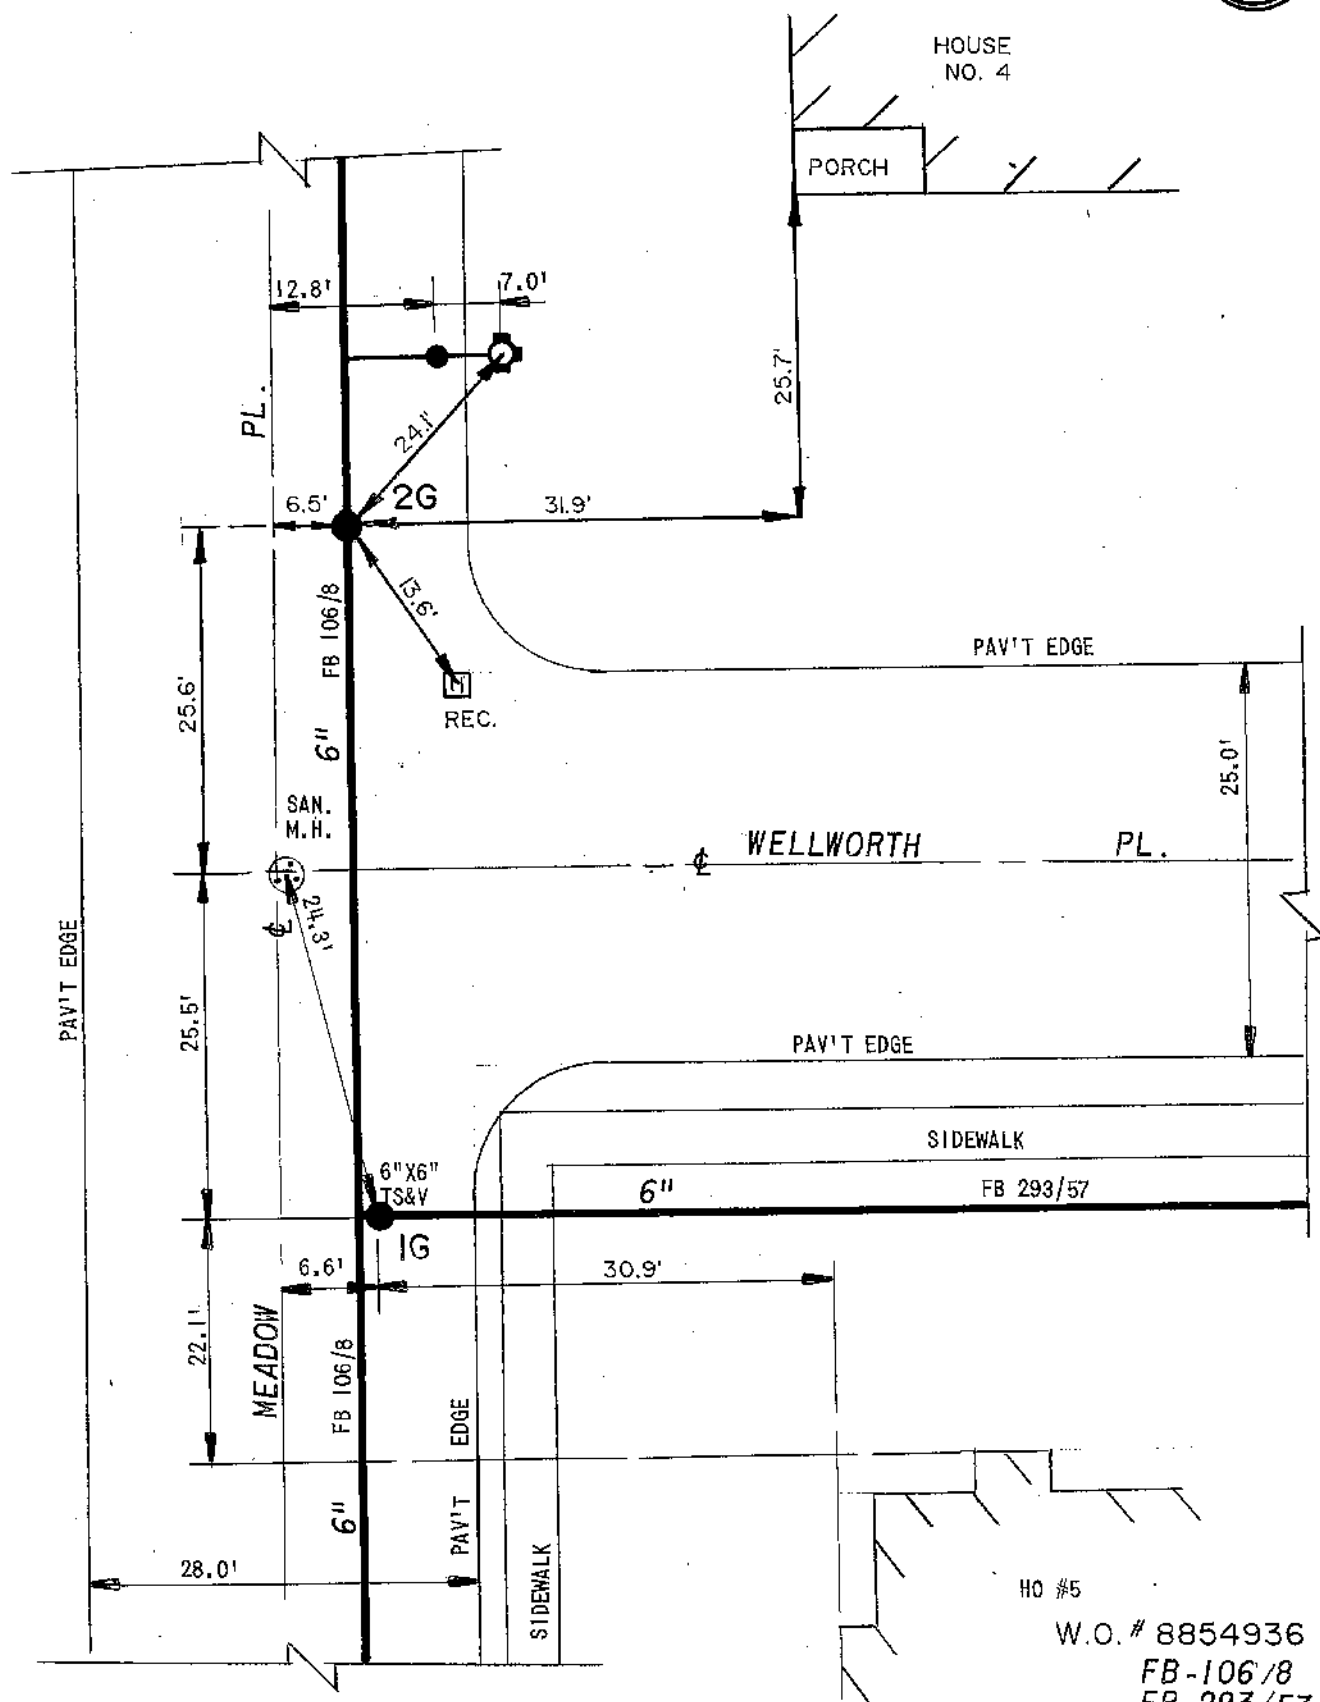 HOUSE
NO. 4
PORCH
12.8'
7.0'
25.7'
PL.
24.1'
6.5'
2G
31.9'
13.6'
FB 106/8
PAV'T EDGE
25.6'
REC.
6"
25.0'
SAN.
M.H.
WELLWORTH PL.
℄
24.3'
℄
PAV'T EDGE
25.5'
PAV'T EDGE
SIDEWALK
6"X6"
TS&V
6"
FB 293/57
1G
6.6'
30.9'
22.1'
MEADOW
FB 106/8
PAV'T EDGE
6"
28.0'
SIDEWALK
HO #5
W.O. # 8854936
FB-106/8
FB-293/57